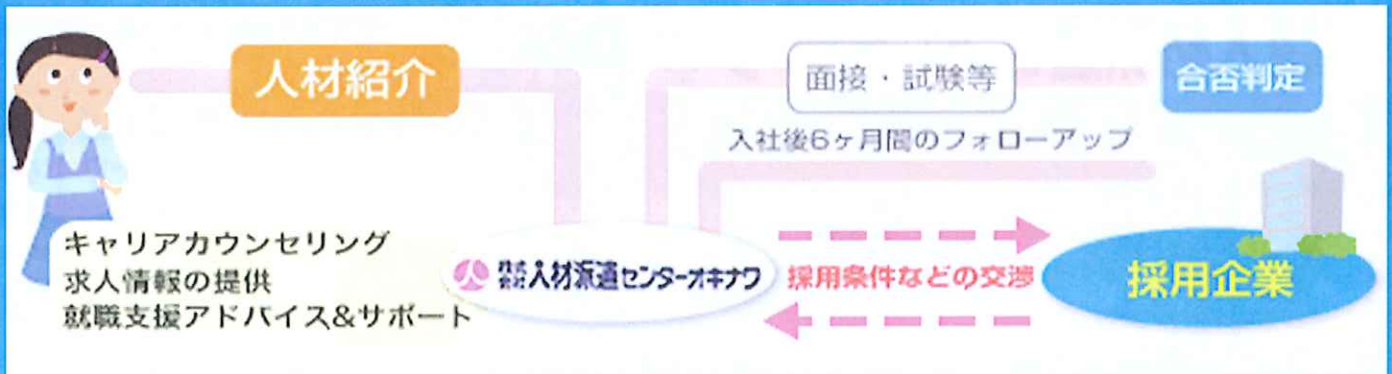 人材紹介
面接・試験等
合否判定
入社後6ヶ月間のフォローアップ
キャリアカウンセリング
求人情報の提供
就職支援アドバイス&サポート
株式会社人材派遣センターオキナワ
採用条件などの交渉
採用企業